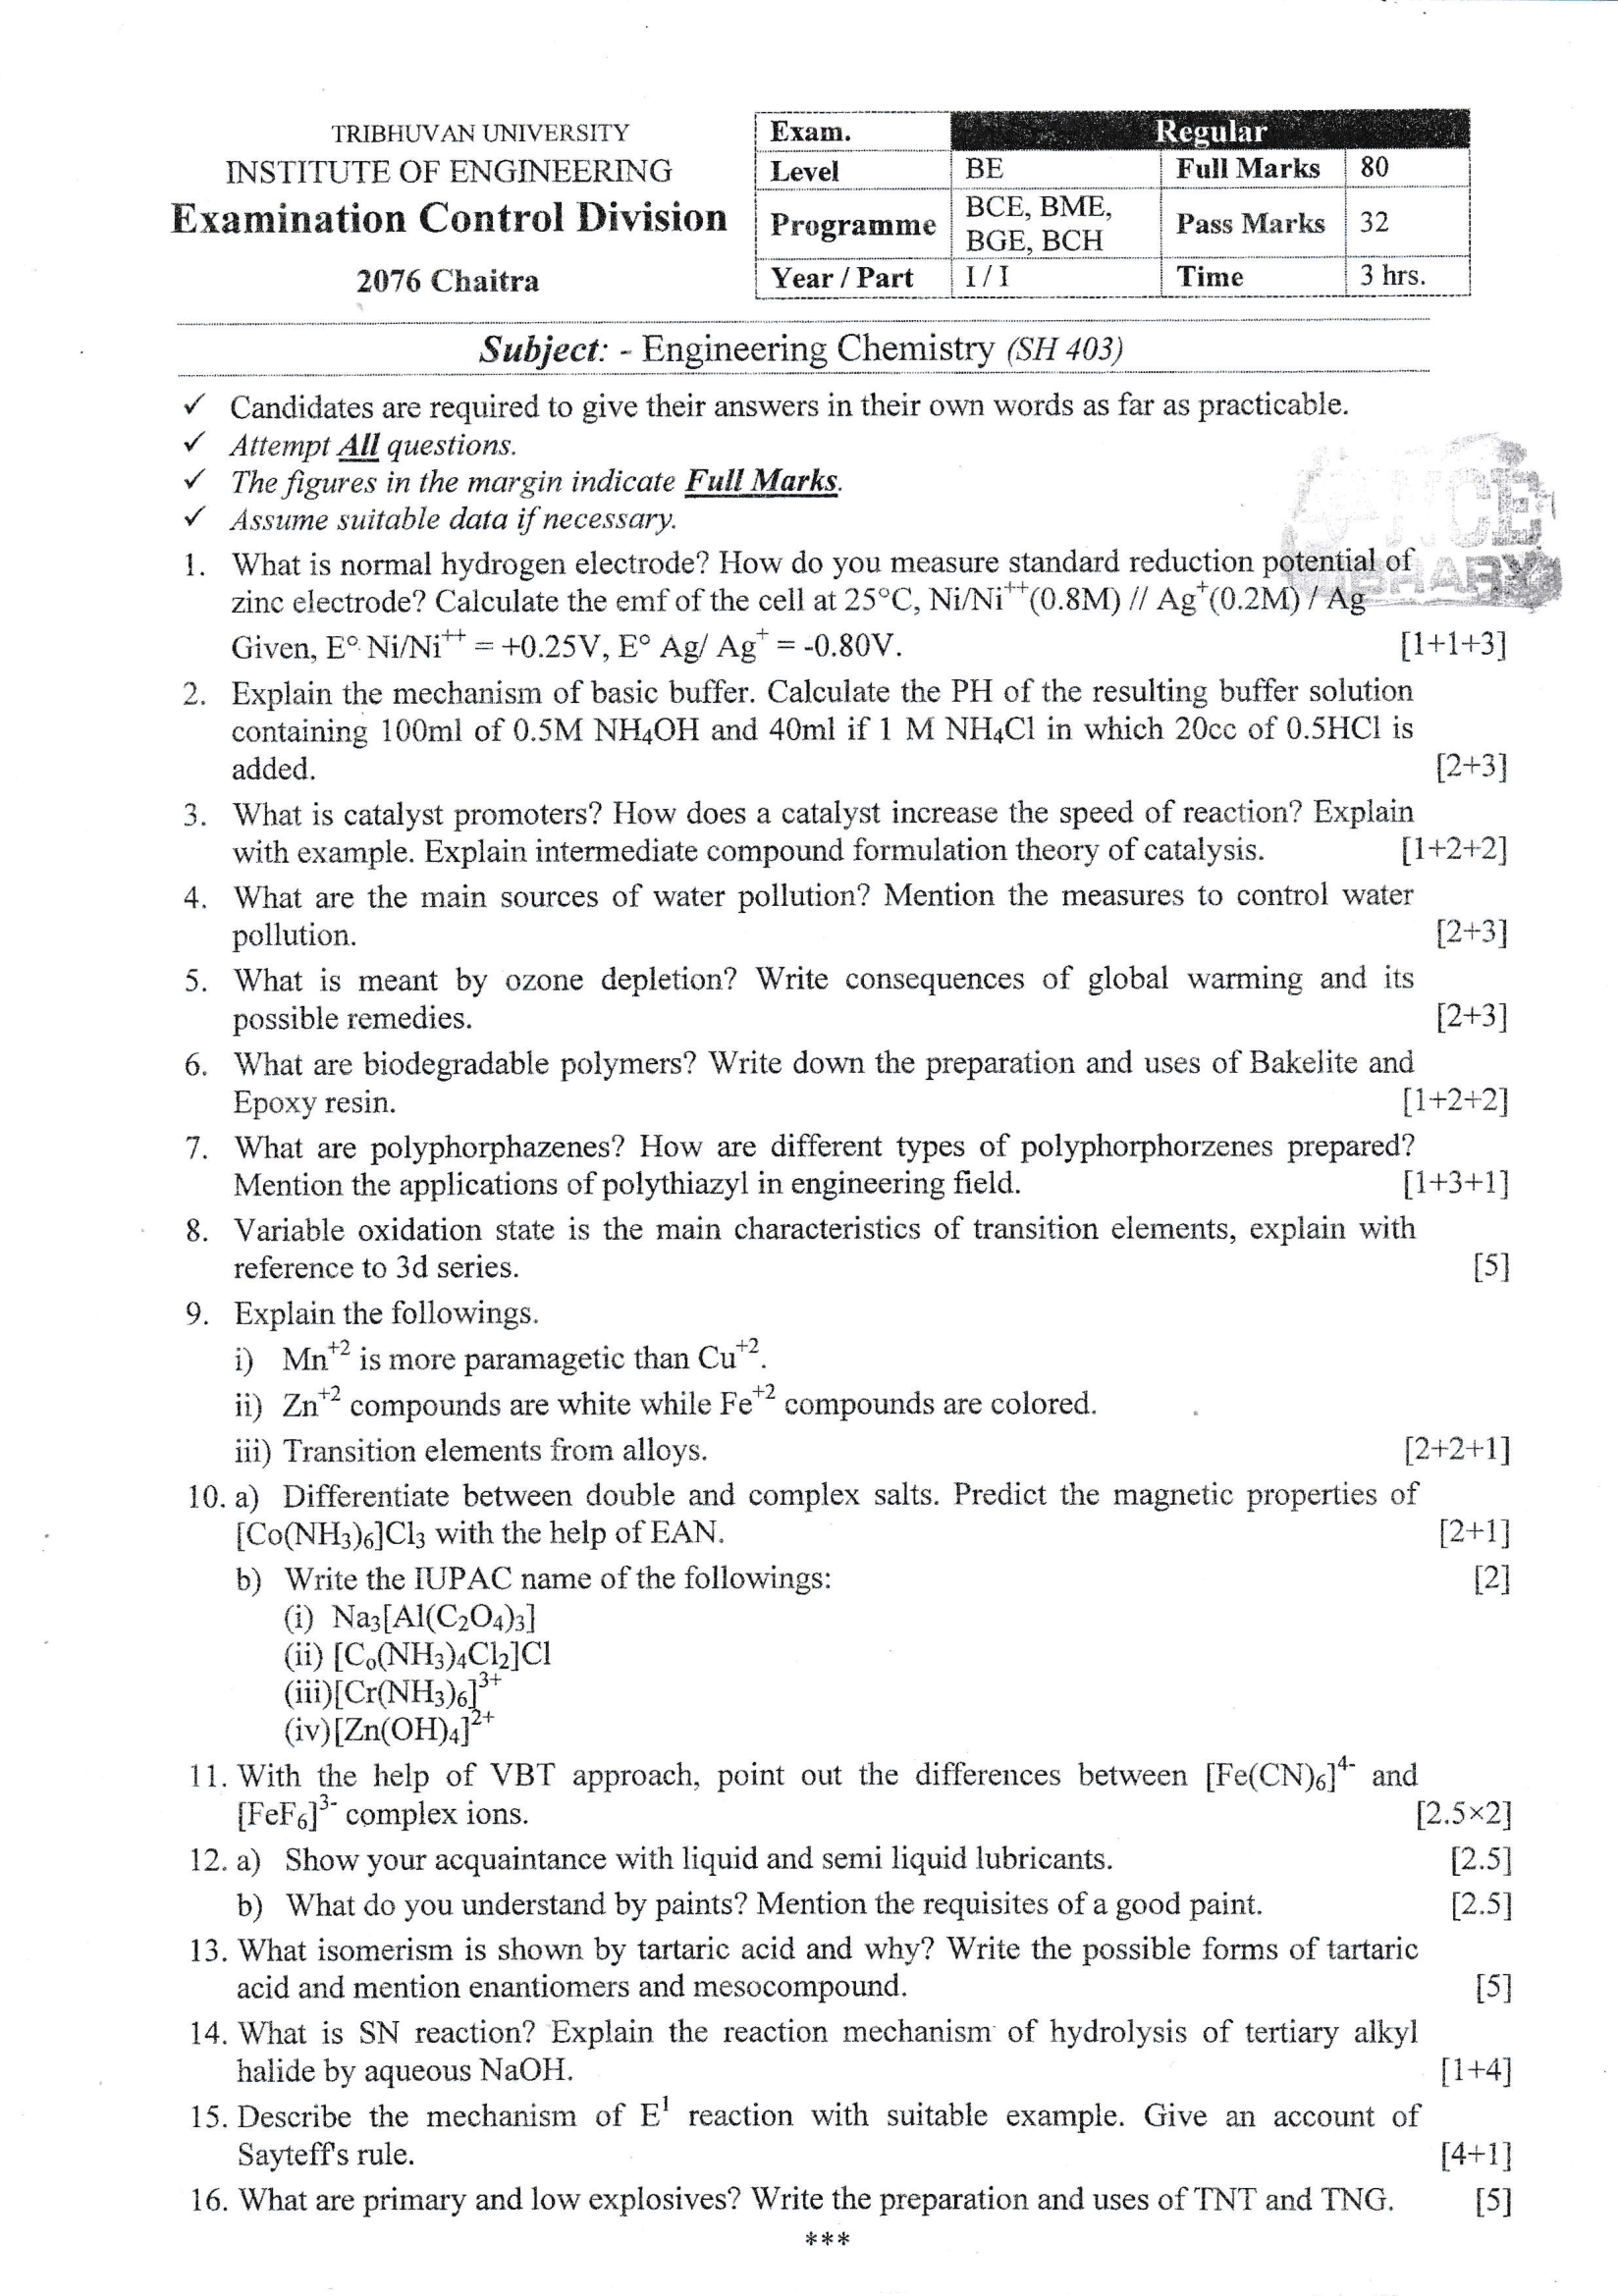 TRIBHUVAN UNIVERSITY
INSTITUTE OF ENGINEERING
Examination Control Division
2076 Chaitra
Exam. Regular
Level BE Full Marks 80
Programme BCE, BME, BGE, BCH Pass Marks 32
Year / Part I / I Time 3 hrs.
Subject: - Engineering Chemistry (SH 403)
✓ Candidates are required to give their answers in their own words as far as practicable.
✓ Attempt All questions.
✓ The figures in the margin indicate Full Marks.
✓ Assume suitable data if necessary.
1. What is normal hydrogen electrode? How do you measure standard reduction potential of
zinc electrode? Calculate the emf of the cell at 25°C, Ni/Ni⁺⁺(0.8M) // Ag⁺(0.2M) / Ag
Given, E° Ni/Ni⁺⁺ = +0.25V, E° Ag/ Ag⁺ = -0.80V. [1+1+3]
2. Explain the mechanism of basic buffer. Calculate the PH of the resulting buffer solution
containing 100ml of 0.5M NH₄OH and 40ml if 1 M NH₄Cl in which 20cc of 0.5HCl is
added. [2+3]
3. What is catalyst promoters? How does a catalyst increase the speed of reaction? Explain
with example. Explain intermediate compound formulation theory of catalysis. [1+2+2]
4. What are the main sources of water pollution? Mention the measures to control water
pollution. [2+3]
5. What is meant by ozone depletion? Write consequences of global warming and its
possible remedies. [2+3]
6. What are biodegradable polymers? Write down the preparation and uses of Bakelite and
Epoxy resin. [1+2+2]
7. What are polyphorphazenes? How are different types of polyphorphorzenes prepared?
Mention the applications of polythiazyl in engineering field. [1+3+1]
8. Variable oxidation state is the main characteristics of transition elements, explain with
reference to 3d series. [5]
9. Explain the followings.
i) Mn⁺² is more paramagetic than Cu⁺².
ii) Zn⁺² compounds are white while Fe⁺² compounds are colored.
iii) Transition elements from alloys. [2+2+1]
10. a) Differentiate between double and complex salts. Predict the magnetic properties of
[Co(NH₃)₆]Cl₃ with the help of EAN. [2+1]
b) Write the IUPAC name of the followings: [2]
(i) Na₃[Al(C₂O₄)₃]
(ii) [Cₒ(NH₃)₄Cl₂]Cl
(iii)[Cr(NH₃)₆]³⁺
(iv)[Zn(OH)₄]²⁺
11. With the help of VBT approach, point out the differences between [Fe(CN)₆]⁴⁻ and
[FeF₆]³⁻ complex ions. [2.5×2]
12. a) Show your acquaintance with liquid and semi liquid lubricants. [2.5]
b) What do you understand by paints? Mention the requisites of a good paint. [2.5]
13. What isomerism is shown by tartaric acid and why? Write the possible forms of tartaric
acid and mention enantiomers and mesocompound. [5]
14. What is SN reaction? Explain the reaction mechanism of hydrolysis of tertiary alkyl
halide by aqueous NaOH. [1+4]
15. Describe the mechanism of E¹ reaction with suitable example. Give an account of
Sayteff's rule. [4+1]
16. What are primary and low explosives? Write the preparation and uses of TNT and TNG. [5]
***